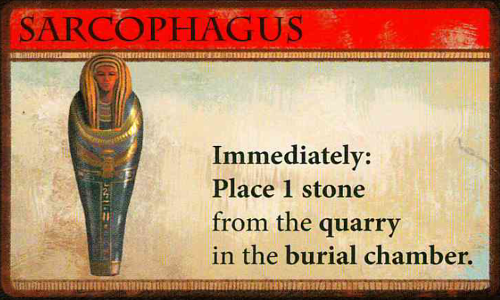 SARCOPHAGUS
Immediately:
Place 1 stone
from the quarry
in the burial chamber.